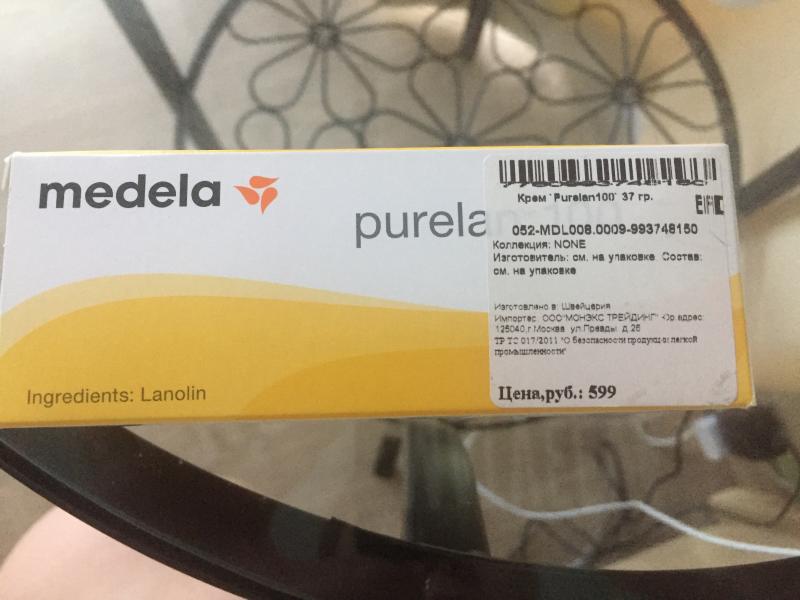 medela
purela
Крем "Purelan100" 37 гр.
052-MDL008.0009-993748150
Коллекция: NONE
Изготовитель: см. на упаковке. Состав:
см. на упаковке
Изготовлено в: Швейцария
Импортер: ООО"МОНЭКС ТРЕЙДИНГ" Юр.адрес:
125040,г.Москва ул.Правды д.26
ТР ТС 017/2011 "О безопасности продукции легкой
промышленности"
Цена,руб.: 599
Ingredients: Lanolin